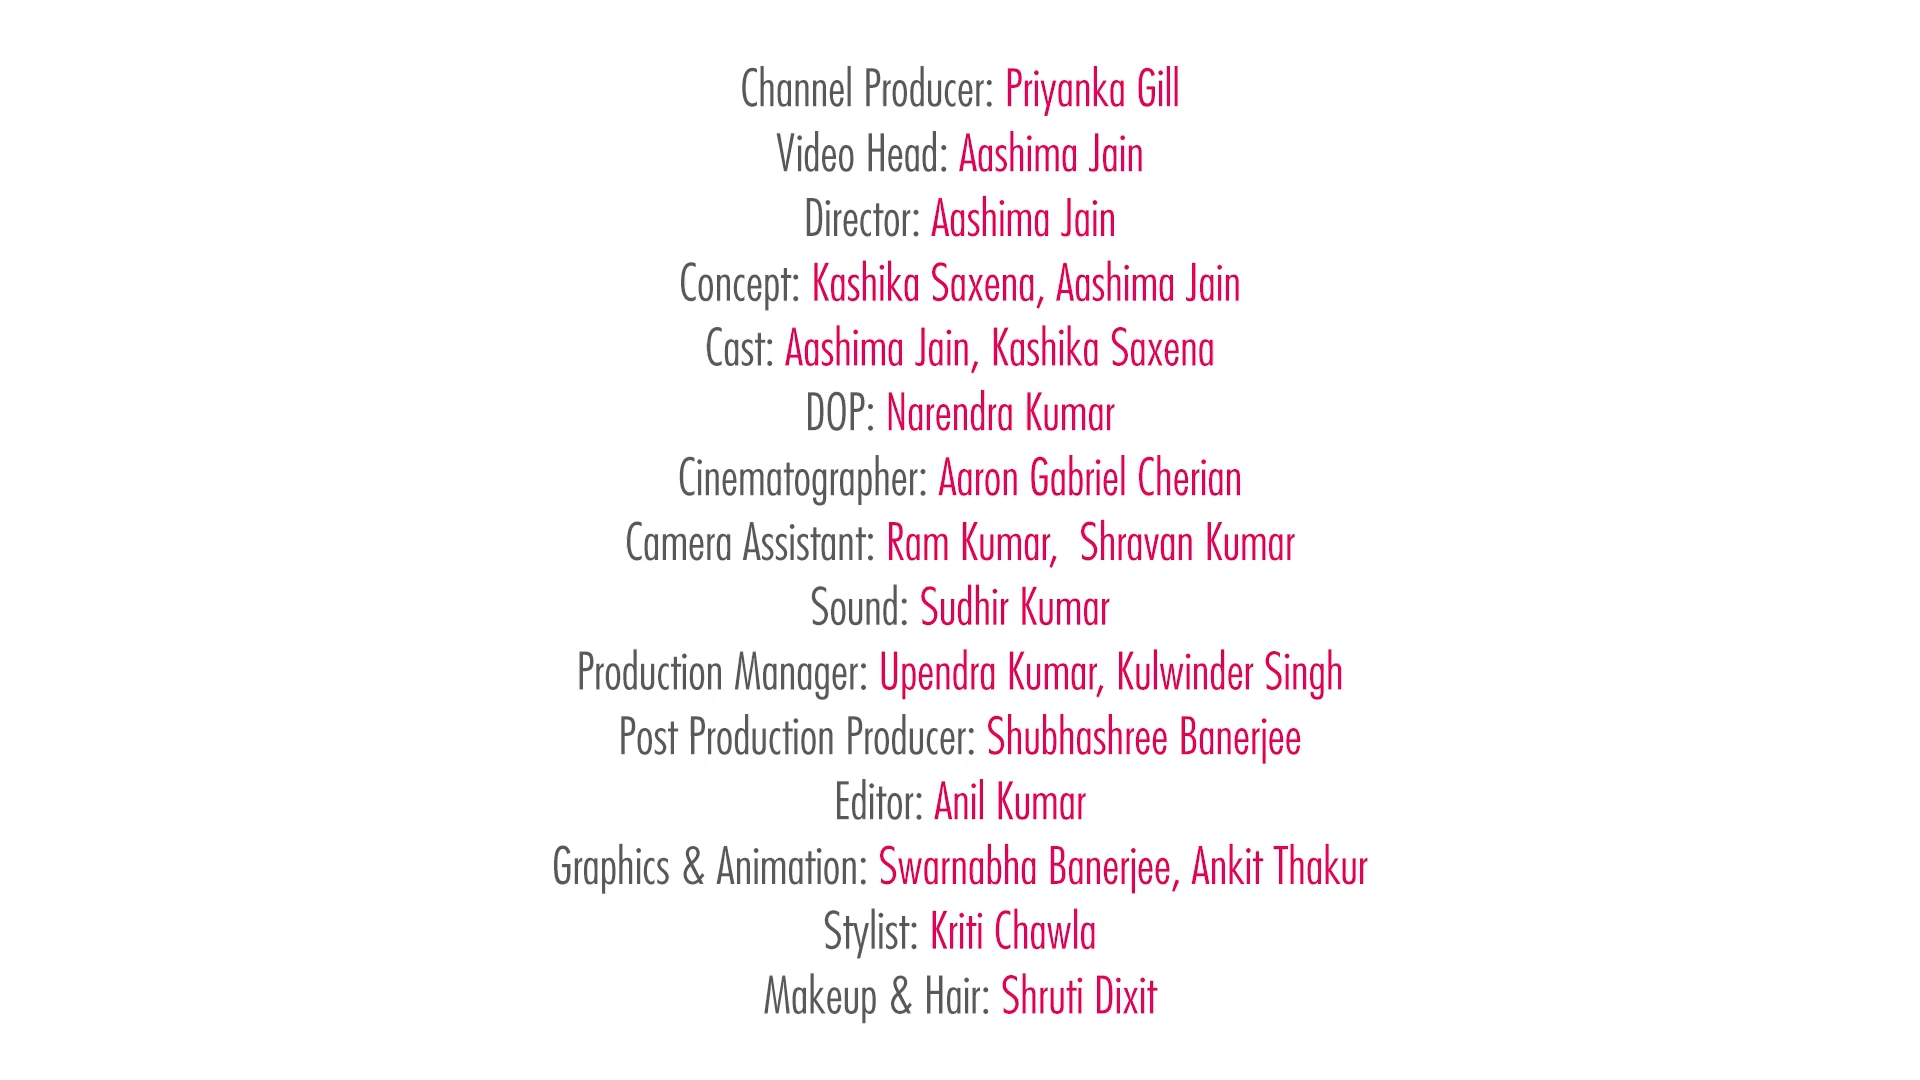 Channel Producer: Priyanka Gill
Video Head: Aashima Jain
Director: Aashima Jain
Concept: Kashika Saxena, Aashima Jain
Cast: Aashima Jain, Kashika Saxena
DOP: Narendra Kumar
Cinematographer: Aaron Gabriel Cherian
Camera Assistant: Ram Kumar,  Shravan Kumar
Sound: Sudhir Kumar
Production Manager: Upendra Kumar, Kulwinder Singh
Post Production Producer: Shubhashree Banerjee
Editor: Anil Kumar
Graphics & Animation: Swarnabha Banerjee, Ankit Thakur
Stylist: Kriti Chawla
Makeup & Hair: Shruti Dixit